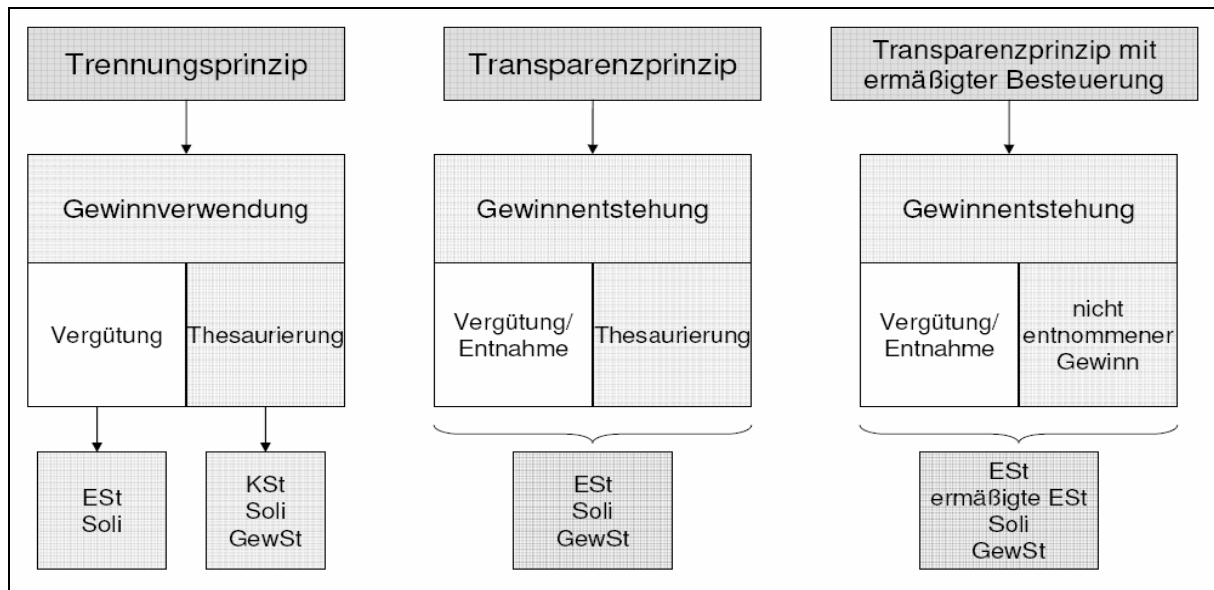 Trennungsprinzip
Gewinnverwendung
Vergütung
Thesaurierung
ESt
Soli
KSt
Soli
GewSt
Transparenzprinzip
Gewinnentstehung
Vergütung/
Entnahme
Thesaurierung
ESt
Soli
GewSt
Transparenzprinzip mit
ermäßigter Besteuerung
Gewinnentstehung
Vergütung/
Entnahme
nicht
entnommener
Gewinn
ESt
ermäßigte ESt
Soli
GewSt